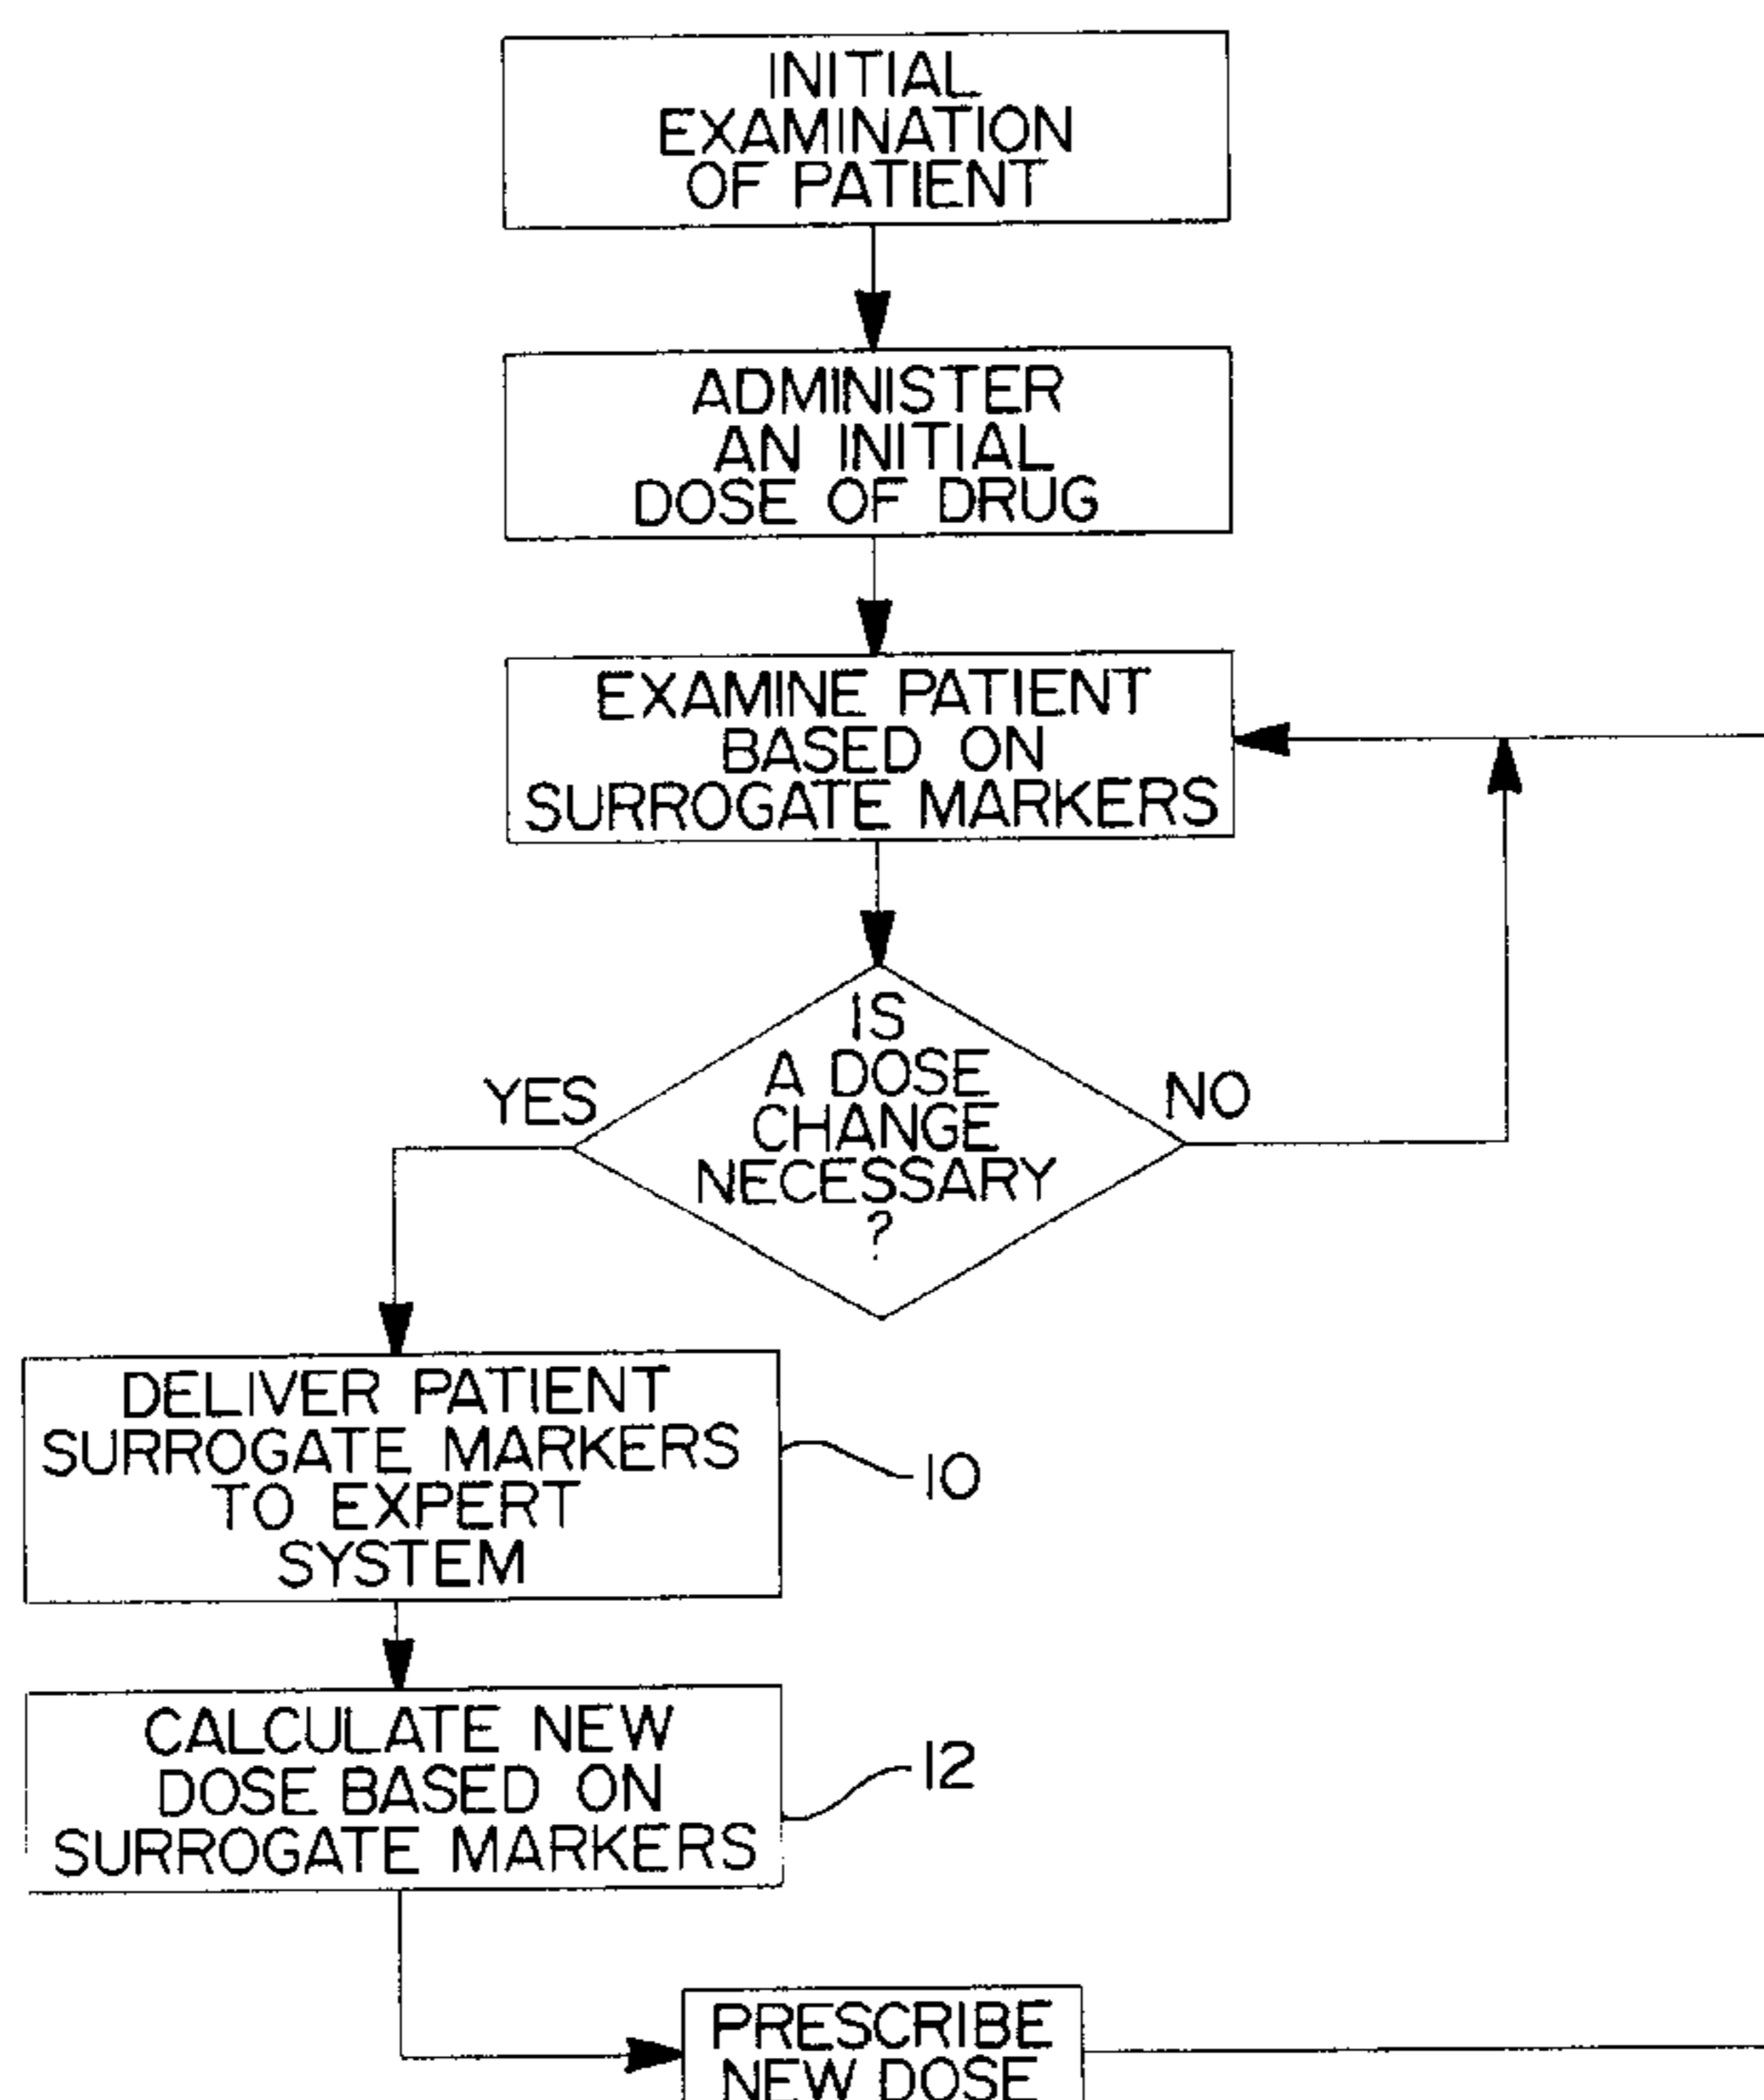 INITIAL
EXAMINATION
OF PATIENT
ADMINISTER
AN INITIAL
DOSE OF DRUG
EXAMINE PATIENT
BASED ON
SURROGATE MARKERS
IS
A DOSE
CHANGE
NECESSARY
?
YES
NO
DELIVER PATIENT
SURROGATE MARKERS
TO EXPERT
SYSTEM
10
CALCULATE NEW
DOSE BASED ON
SURROGATE MARKERS
12
PRESCRIBE
NEW DOSE